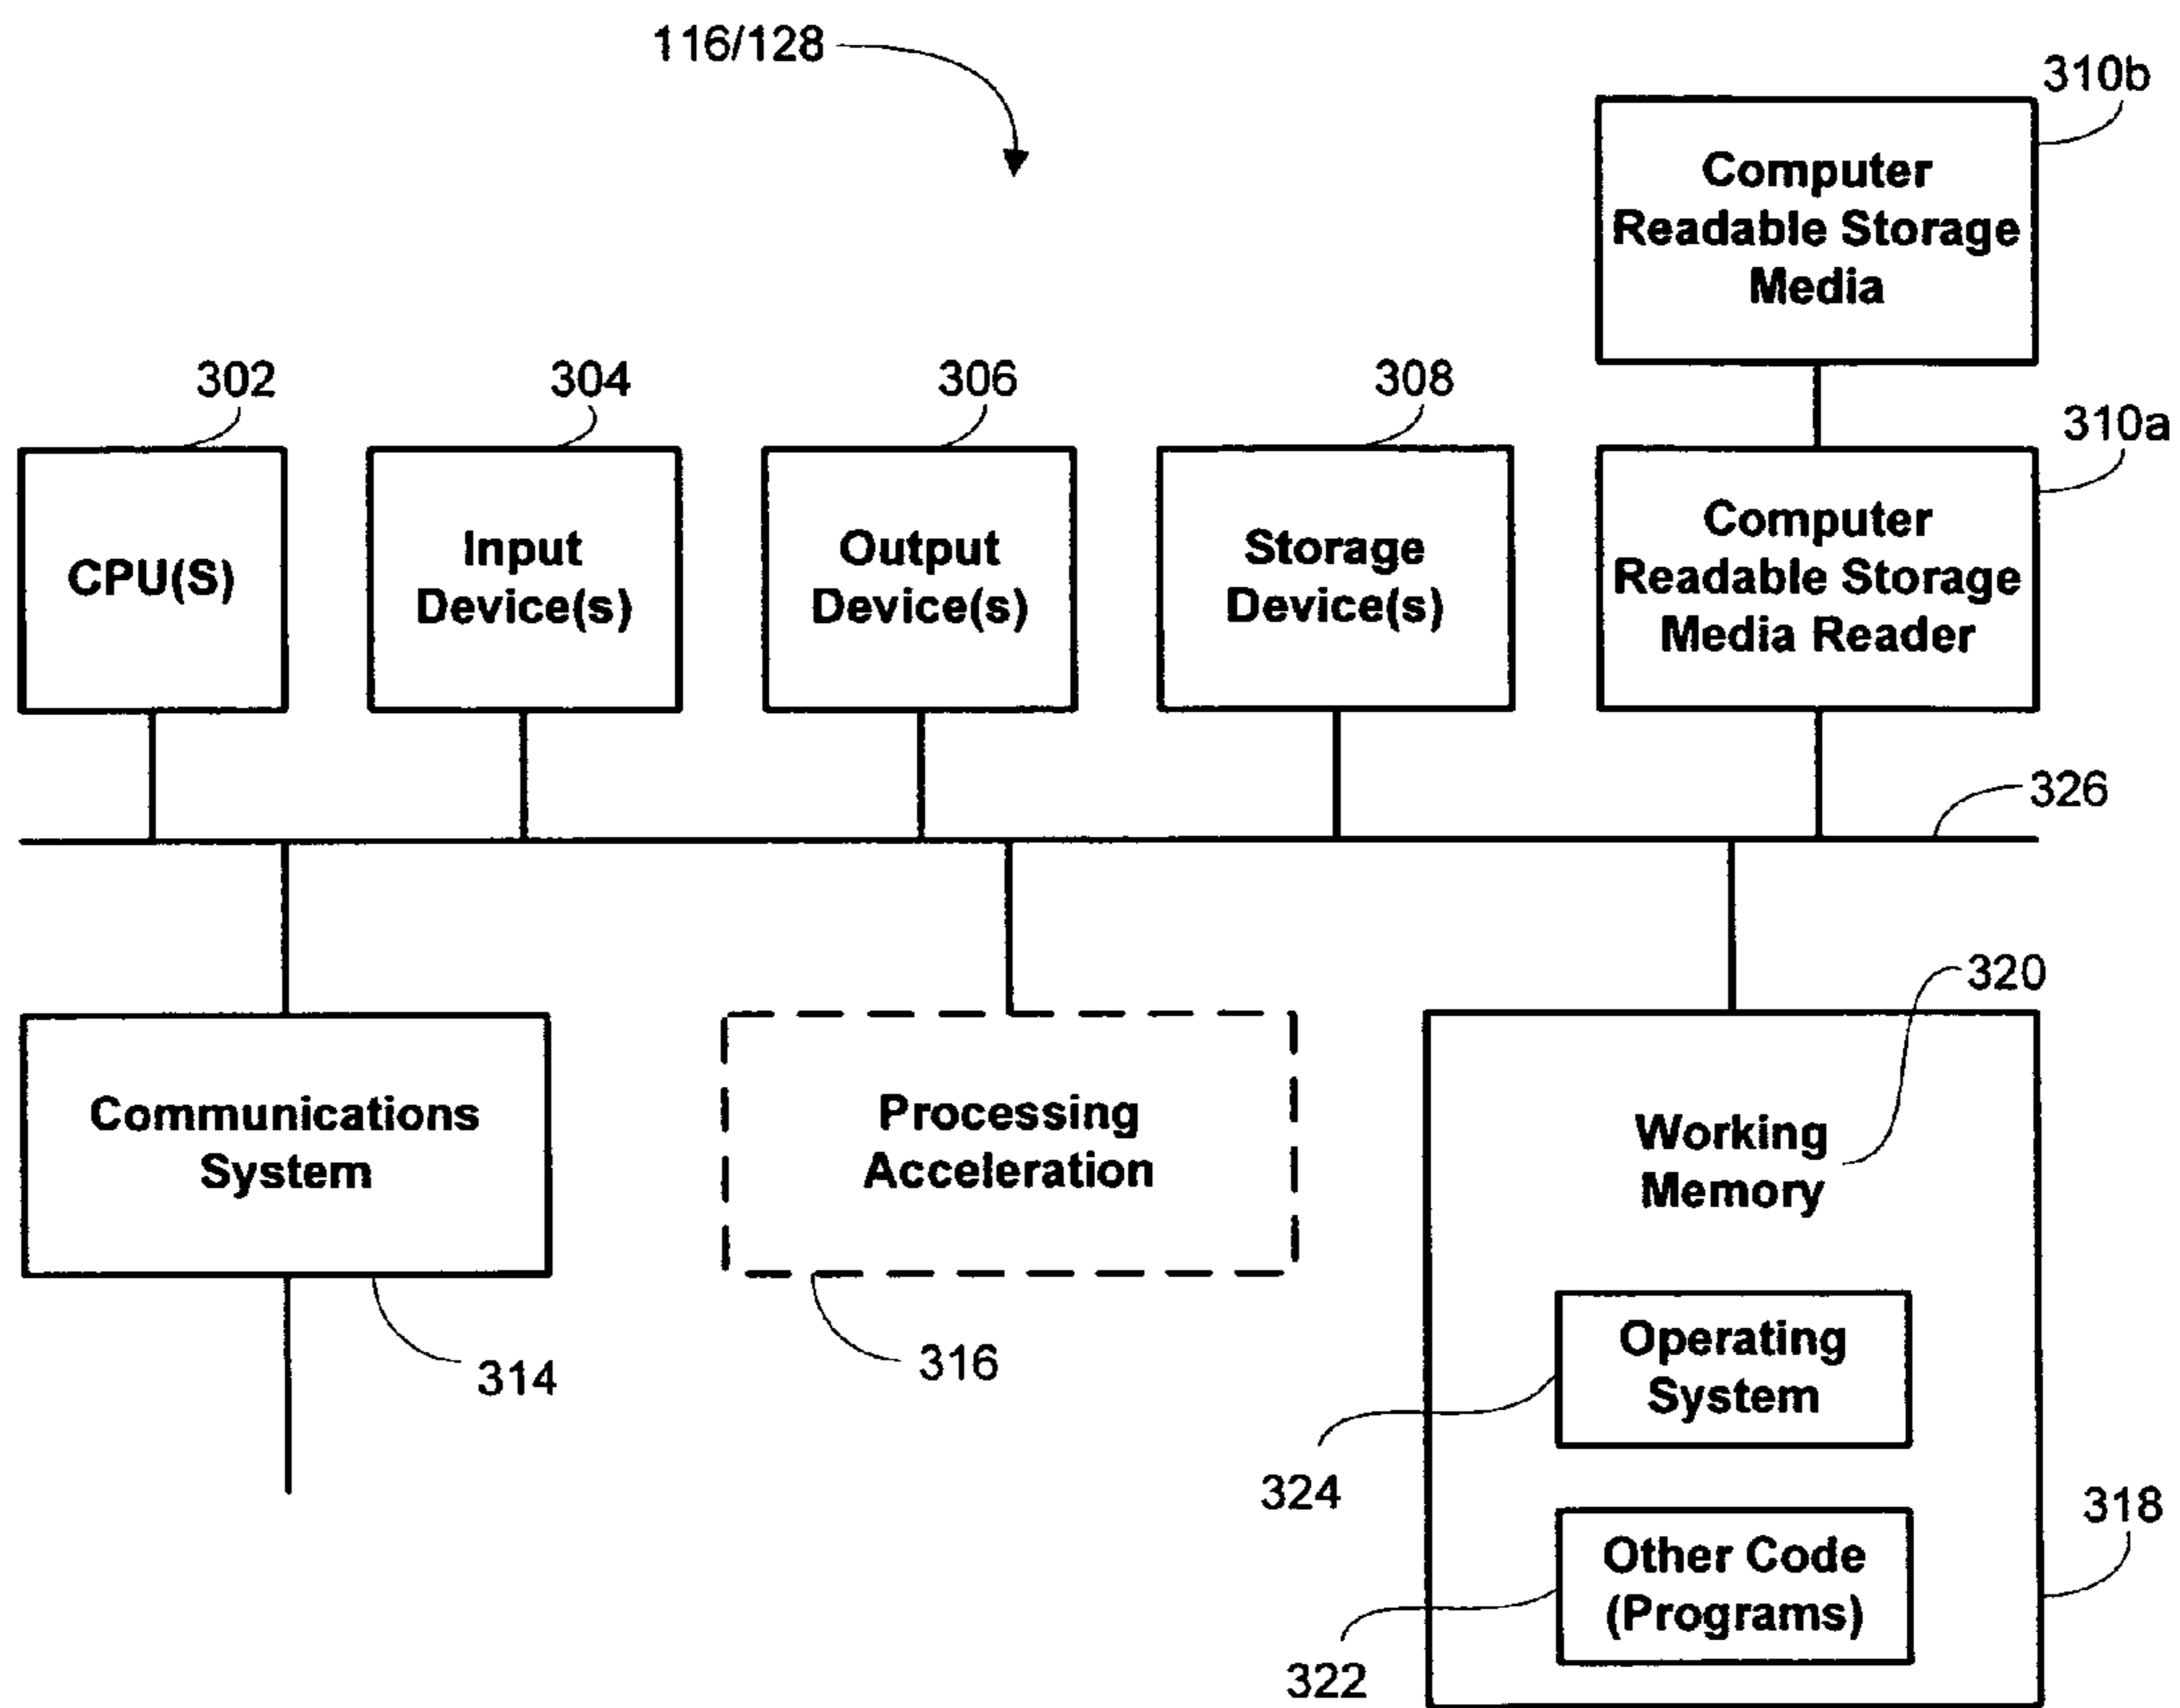 116/128
310b
Computer
Readable Storage
Media
302
304
306
308
310a
CPU(S)
Input
Device(s)
Output
Device(s)
Storage
Device(s)
Computer
Readable Storage
Media Reader
326
320
Communications
System
Processing
Acceleration
Working
Memory
314
316
Operating
System
324
318
Other Code
(Programs)
322